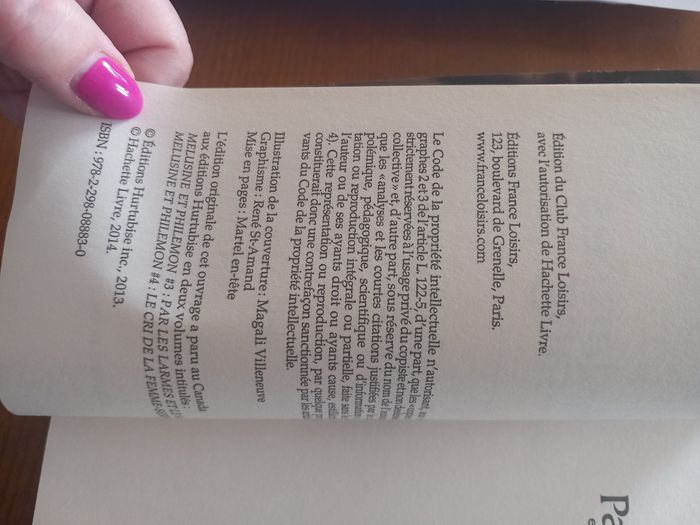 Édition du Club France Loisirs,
avec l'autorisation de Hachette Livre.
Éditions France Loisirs,
123, boulevard de Grenelle, Paris.
www.franceloisirs.com
Le Code de la propriété intellectuelle n'autorisant, au
graphes 2 et 3 de l'article L. 122-5, d'une part, que les
strictement réservées à l'usage privé du copiste et non
collective » et, d'autre part, sous réserve du nom de
que les « analyses et les courtes citations justifiées par
polémique, pédagogique, scientifique ou d'information
tation ou reproduction intégrale ou partielle, faite sans
l'auteur ou de ses ayants droit ou ayants cause, est
4). Cette représentation ou reproduction, par quelque
constituerait donc une contrefaçon sanctionnée par les
vants du Code de la propriété intellectuelle.
Illustration de la couverture : Magali Villeneuve
Graphisme : René St-Amand
Mise en pages : Martel en-tête
L'édition originale de cet ouvrage a paru au Canada
aux éditions Hurtubise en deux volumes intitulés :
MELUSINE ET PHILEMON #3 : PAR LES LARMES ET
MELUSINE ET PHILEMON #4 : LE CRI DE LA FEMME-
© Éditions Hurtubise inc., 2013.
© Hachette Livre, 2014.
ISBN : 978-2-298-08883-0